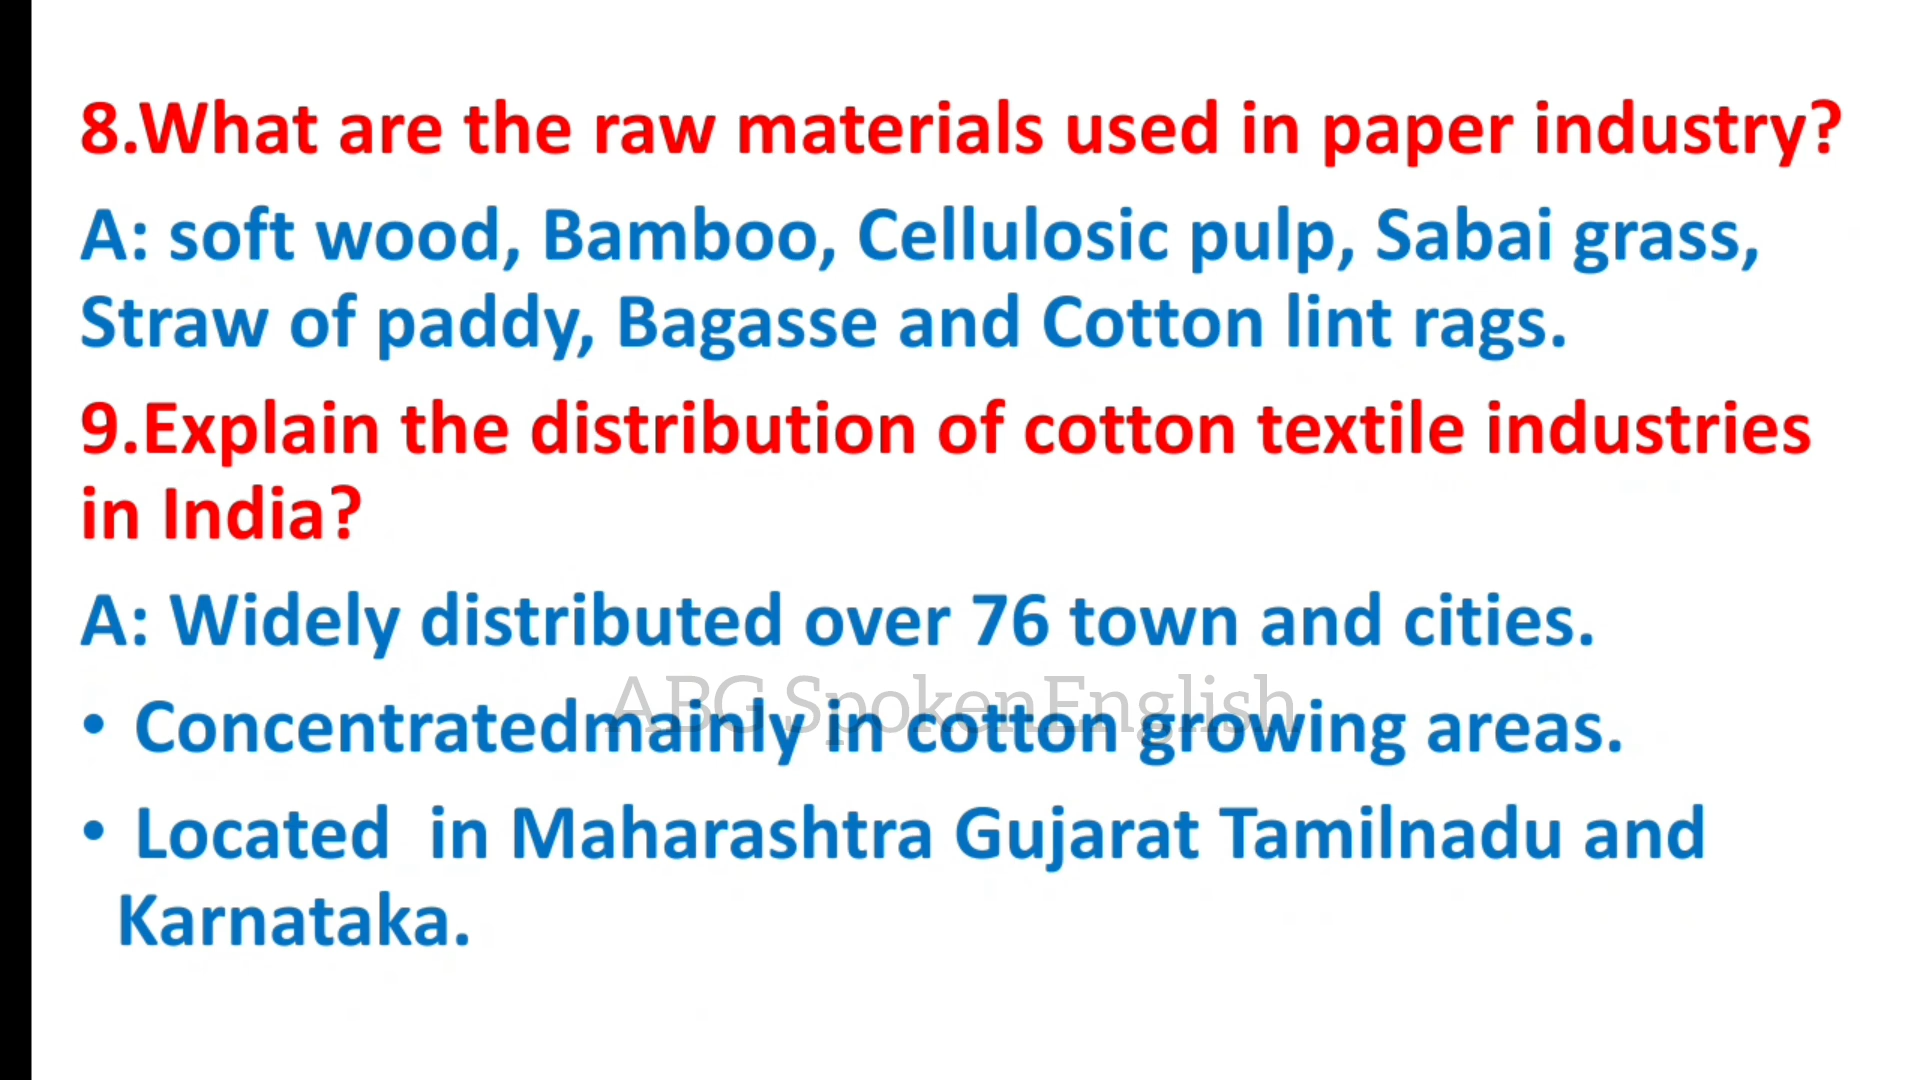 8.What are the raw materials used in paper industry?
A: soft wood, Bamboo, Cellulosic pulp, Sabai grass,
Straw of paddy, Bagasse and Cotton lint rags.
9.Explain the distribution of cotton textile industries
in India?
A: Widely distributed over 76 town and cities.
ABG SpokenEnglish
• Concentratedmainly in cotton growing areas.
• Located  in Maharashtra Gujarat Tamilnadu and
Karnataka.